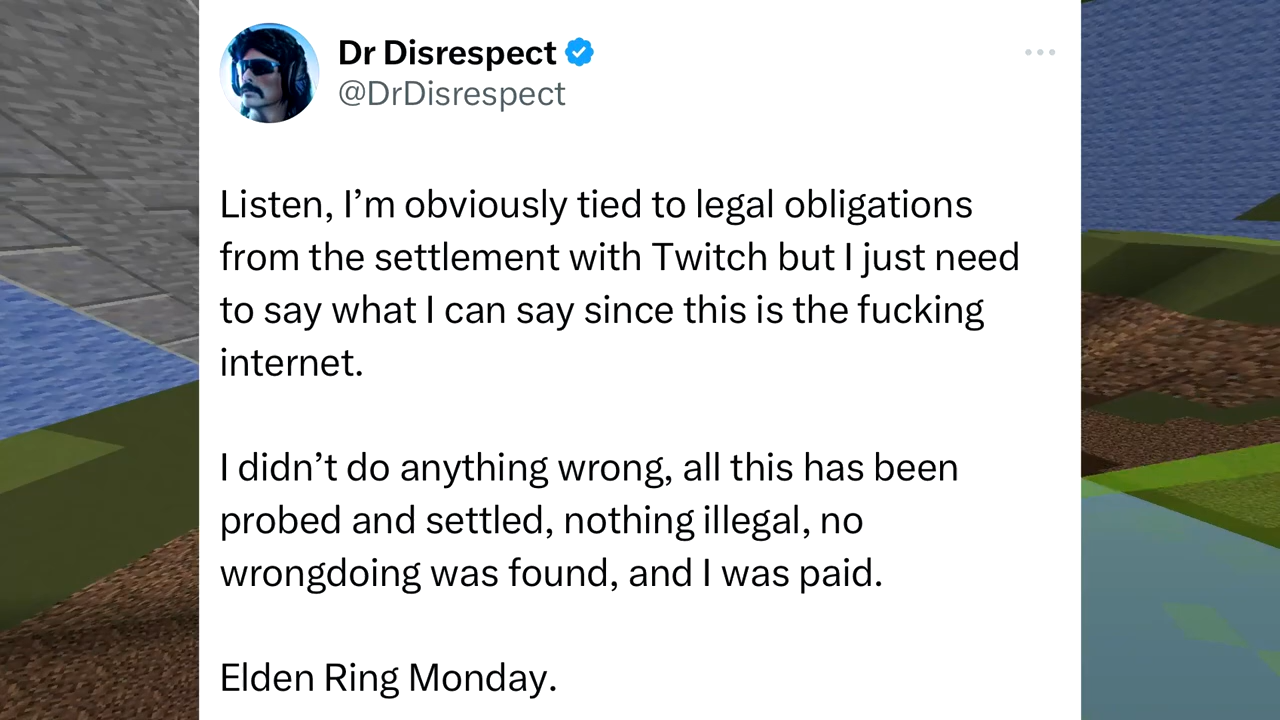 Dr Disrespect
@DrDisrespect
Listen, I’m obviously tied to legal obligations
from the settlement with Twitch but I just need
to say what I can say since this is the fucking
internet.
I didn’t do anything wrong, all this has been
probed and settled, nothing illegal, no
wrongdoing was found, and I was paid.
Elden Ring Monday.